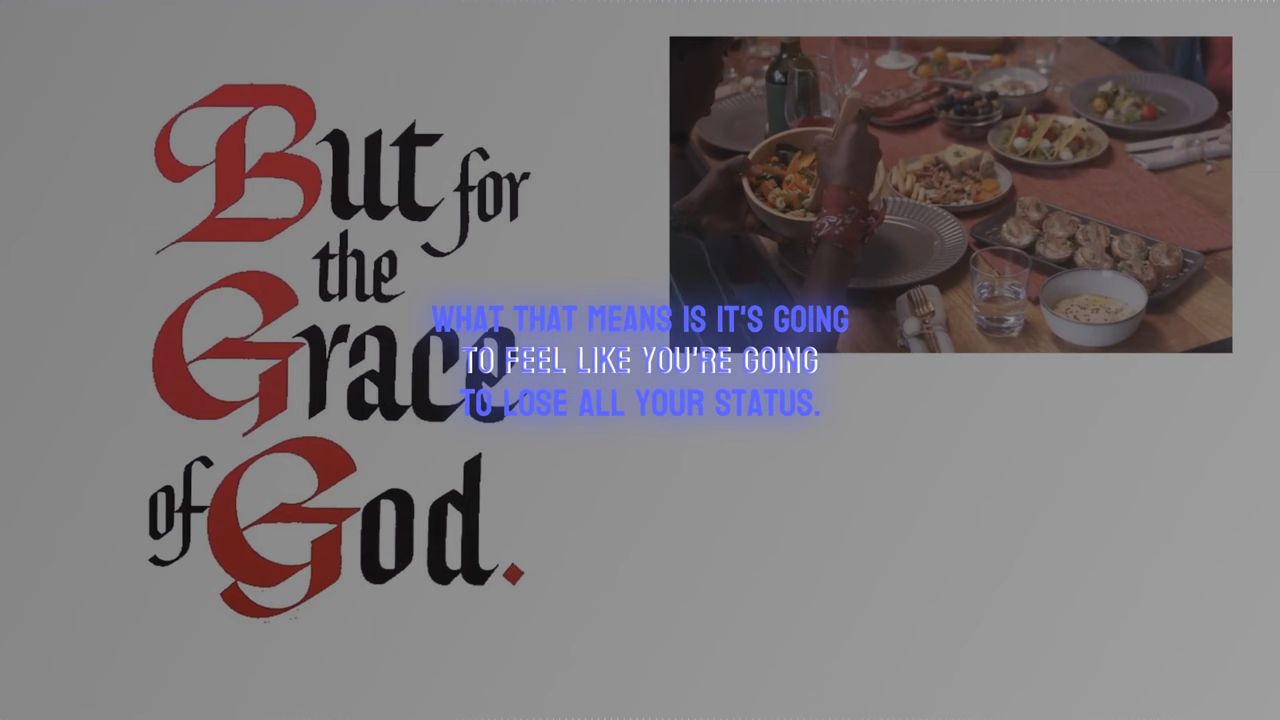 But for
the
Grace
of God.
WHAT THAT MEANS IS IT'S GOING
TO FEEL LIKE YOU'RE GOING
TO LOSE ALL YOUR STATUS.